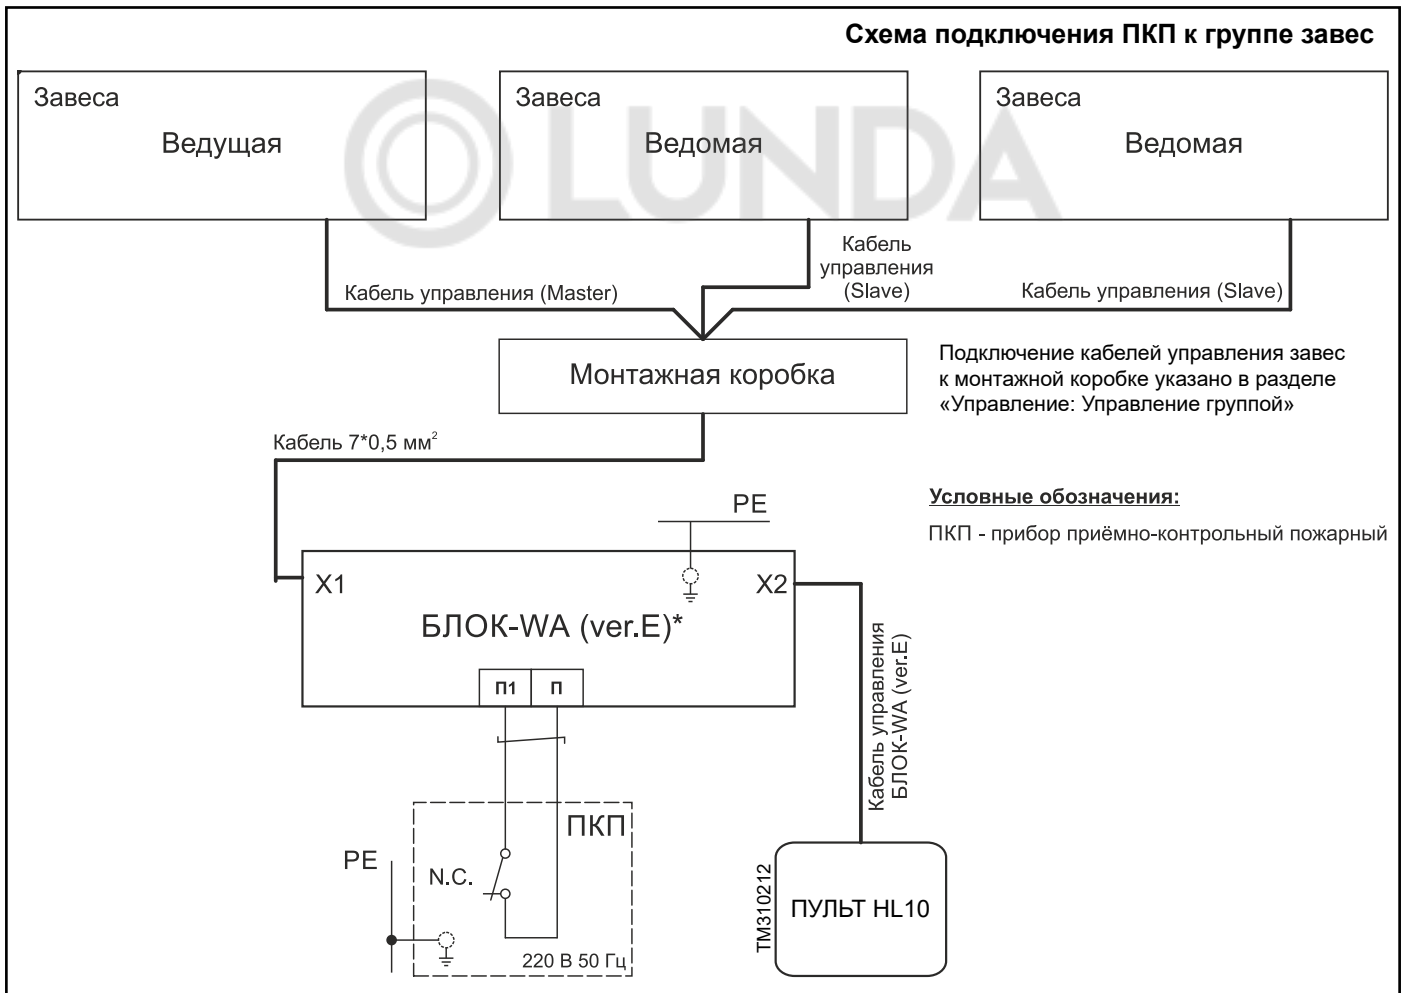 Схема подключения ПКП к группе завес
Завеса
Ведущая
Завеса
Ведомая
Завеса
Ведомая
LUNDA
Кабель управления (Master)
Кабель
управления
(Slave)
Кабель управления (Slave)
Монтажная коробка
Подключение кабелей управления завес
к монтажной коробке указано в разделе
«Управление: Управление группой»
Кабель 7*0,5 мм²
Условные обозначения:
ПКП - прибор приёмно-контрольный пожарный
PE
X1
X2
БЛОК-WA (ver.E)*
П1
П
Кабель управления
БЛОК-WA (ver.E)
ПКП
PE
N.C.
220 В 50 Гц
TM310212
ПУЛЬТ HL10